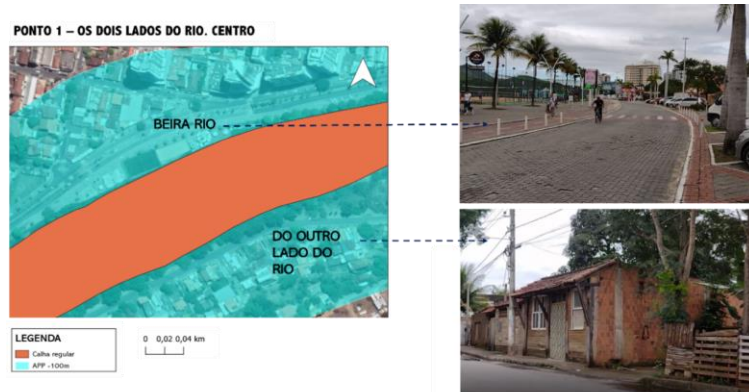 PONTO 1 – OS DOIS LADOS DO RIO. CENTRO
BEIRA RIO
DO OUTRO
LADO DO
RIO
LEGENDA
Calha regular
APP -100m
0 0,02 0,04 km